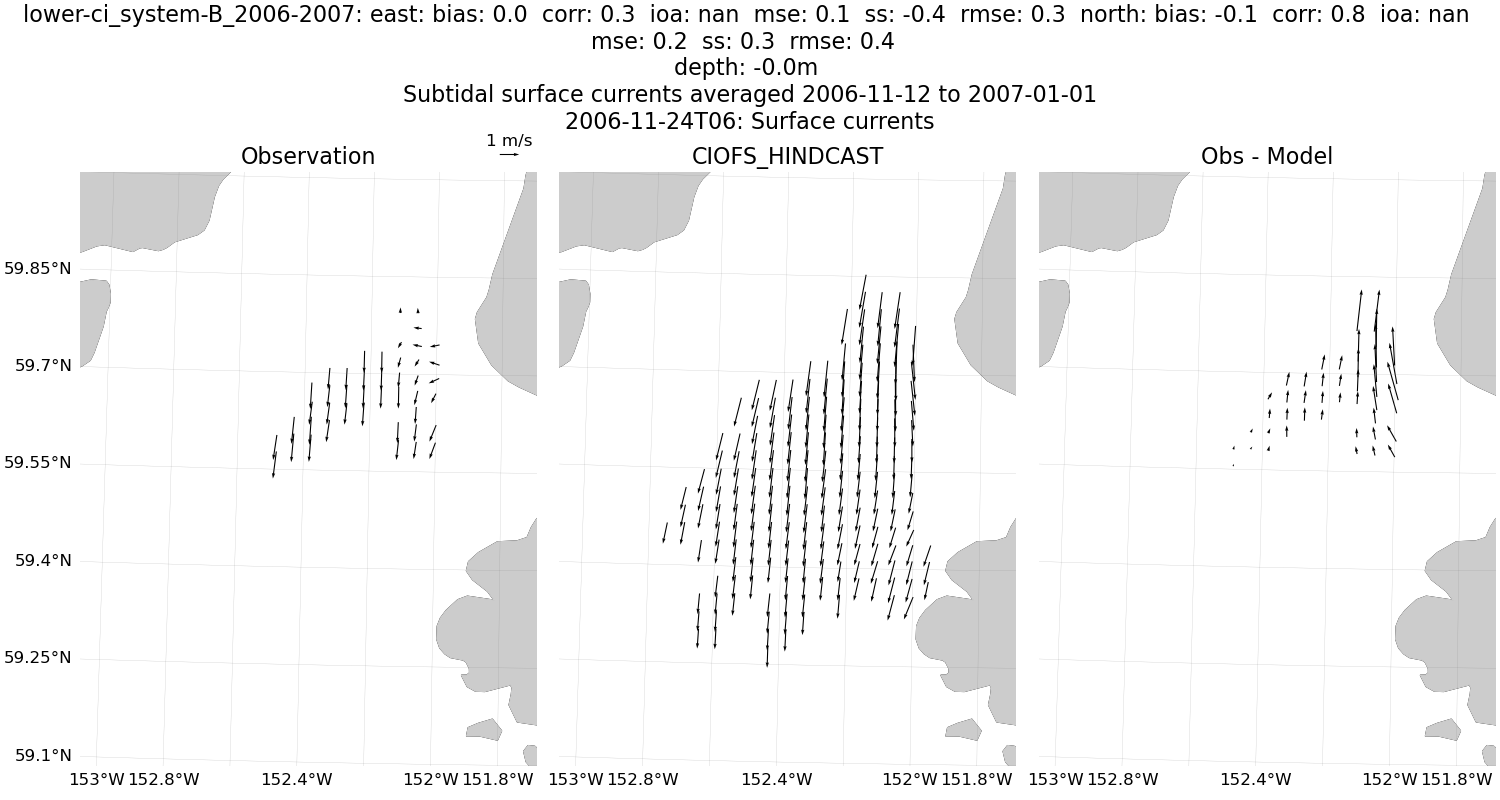 lower-ci_system-B_2006-2007: east: bias: 0.0  corr: 0.3  ioa: nan  mse: 0.1  ss: -0.4  rmse: 0.3  north: bias: -0.1  corr: 0.8  ioa: nan
mse: 0.2  ss: 0.3  rmse: 0.4
depth: -0.0m
Subtidal surface currents averaged 2006-11-12 to 2007-01-01
2006-11-24T06: Surface currents
1 m/s
Observation
CIOFS_HINDCAST
Obs - Model
59.85°N
59.7°N
59.55°N
59.4°N
59.25°N
59.1°N
153°W 152.8°W 152.4°W 152°W 151.8°W
153°W 152.8°W 152.4°W 152°W 151.8°W
153°W 152.8°W 152.4°W 152°W 151.8°W